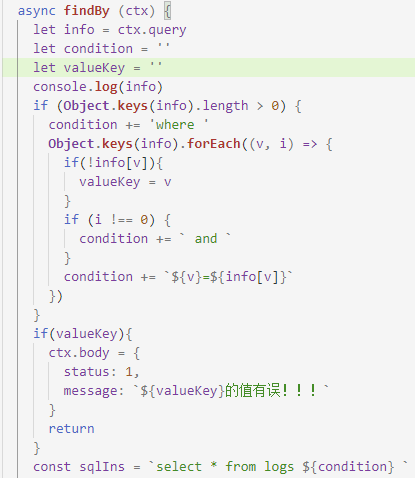 async findBy (ctx) {
let info = ctx.query
let condition = ''
let valueKey = ''
console.log(info)
if (Object.keys(info).length > 0) {
condition += 'where '
Object.keys(info).forEach((v, i) => {
if(!info[v]){
valueKey = v
}
if (i !== 0) {
condition += ` and `
}
condition += `${v}=${info[v]}`
})
}
if(valueKey){
ctx.body = {
status: 1,
message: `${valueKey}的值有误！！！`
}
return
}
const sqlIns = `select * from logs ${condition} `